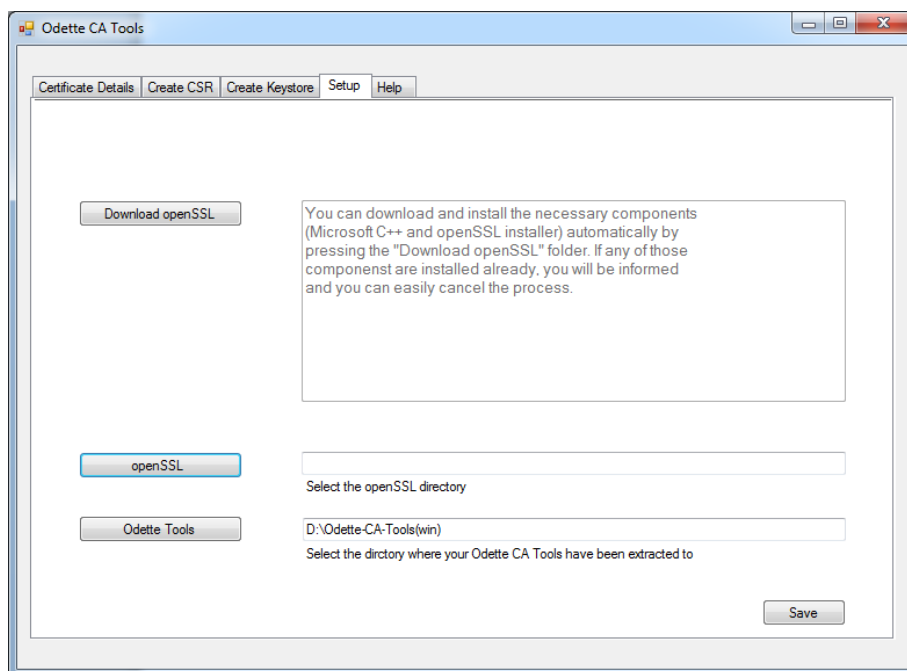 Odette CA Tools
Certificate Details Create CSR Create Keystore Setup Help
Download openSSL
You can download and install the necessary components
(Microsoft C++ and openSSL installer) automatically by
pressing the "Download openSSL" folder. If any of those
componenst are installed already, you will be informed
and you can easily cancel the process.
openSSL
Select the openSSL directory
Odette Tools D:\Odette-CA-Tools(win)
Select the dirctory where your Odette CA Tools have been extracted to
Save